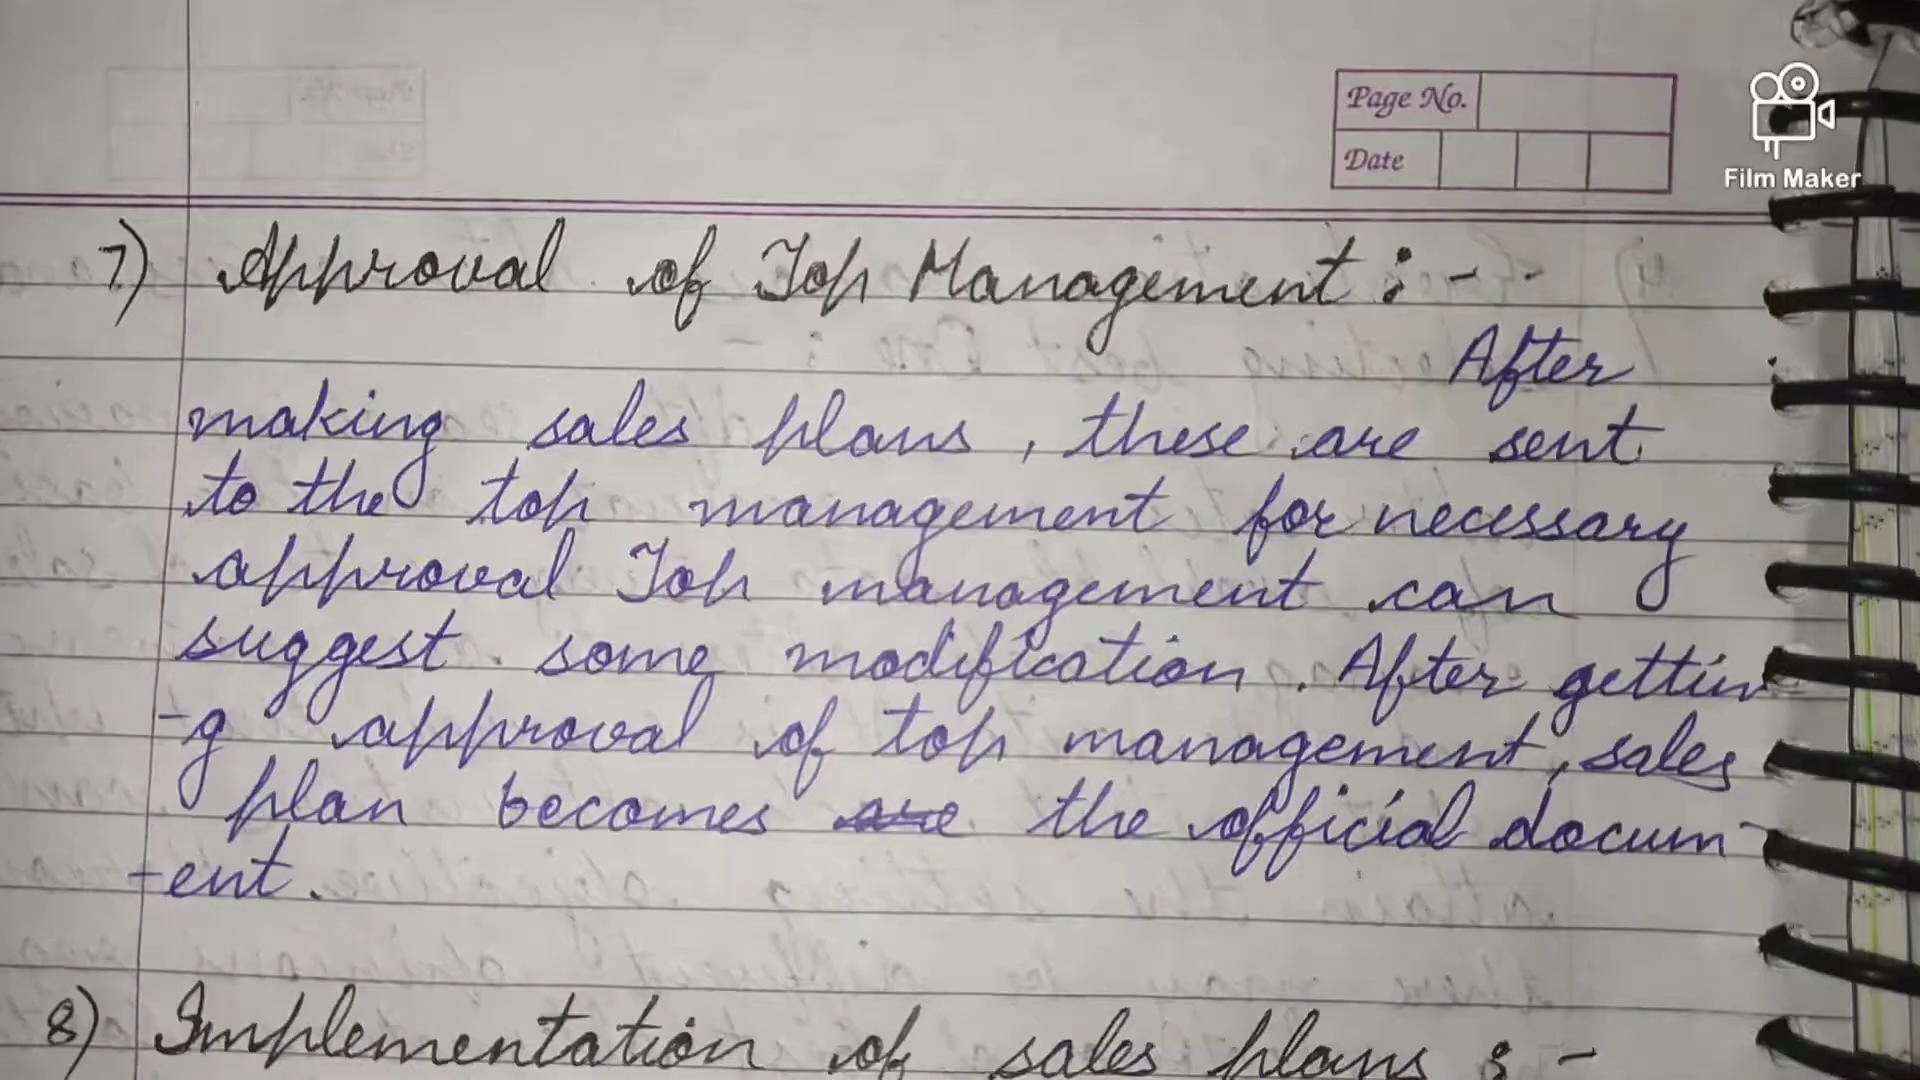 Page No.
Date
Film Maker
7) Approval of Top Management :-
After
making sales plans, these are sent
to the top management for necessary
approval Top management can
suggest some modification. After gettin
-g approval of top management, sales
plan becomes are the official docum-
-ent.
8) Implementation of sales plans :-